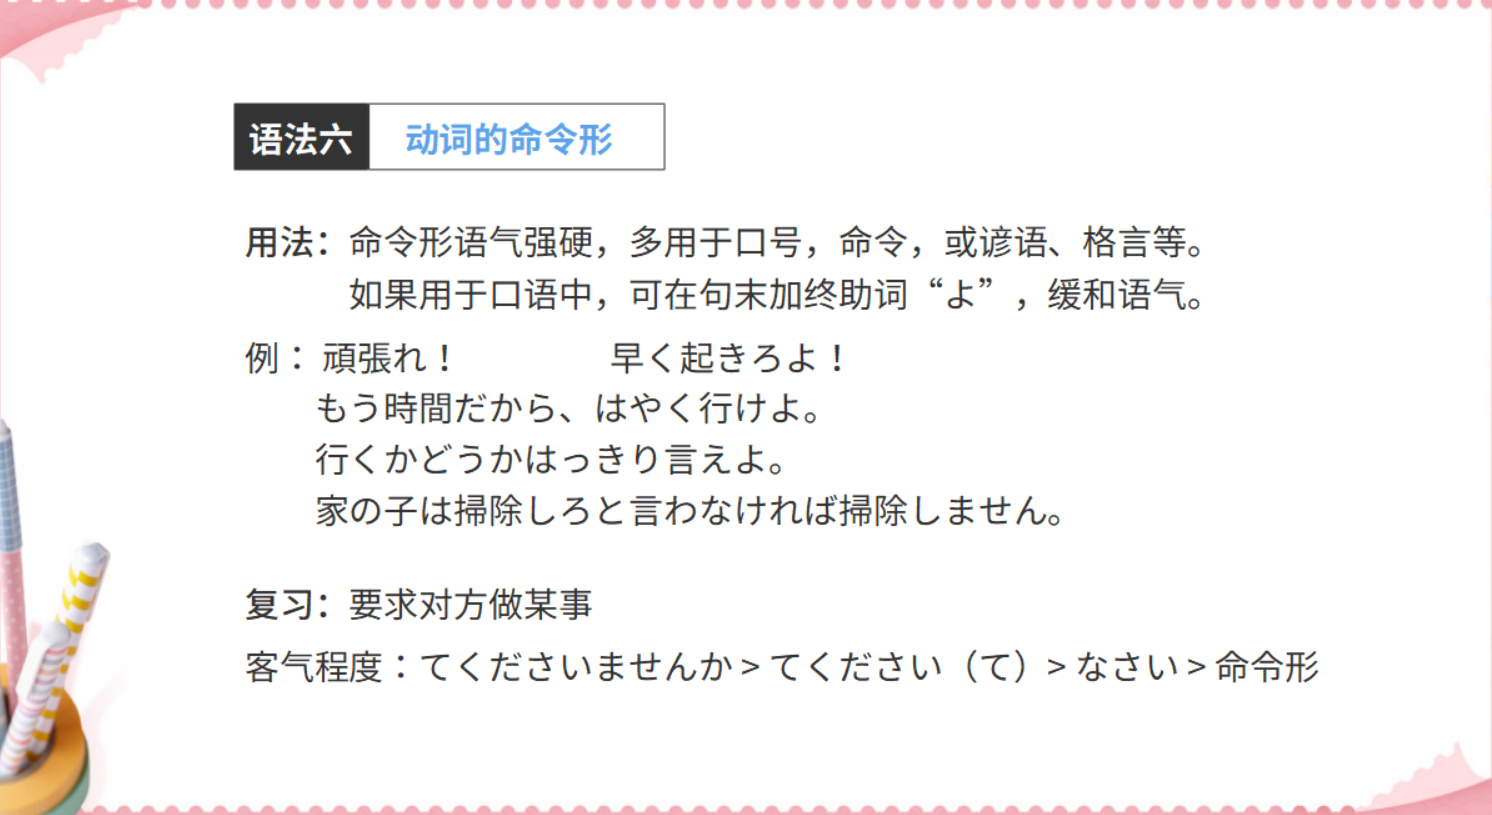 语法六 动词的命令形
用法：命令形语气强硬，多用于口号，命令，或谚语、格言等。
如果用于口语中，可在句末加终助词“よ”，缓和语气。
例： 頑張れ！ 早く起きろよ！
もう時間だから、はやく行けよ。
行くかどうかはっきり言えよ。
家の子は掃除しろと言わなければ掃除しません。
复习：要求对方做某事
客气程度：てくださいませんか > てください（て）> なさい > 命令形